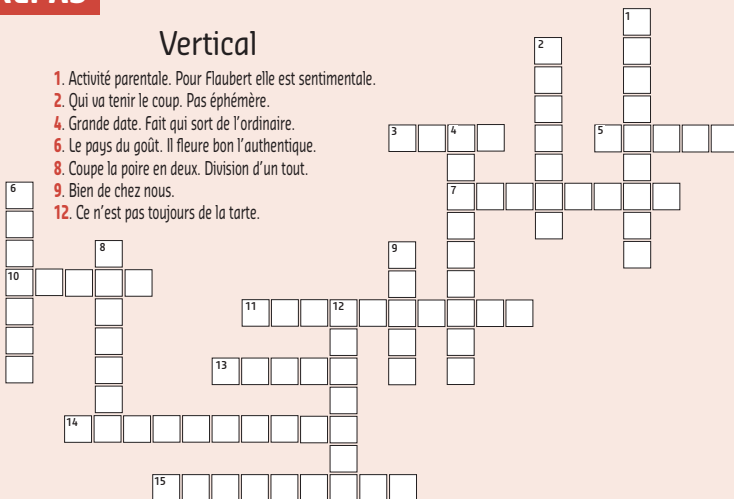 Vertical
1. Activité parentale. Pour Flaubert elle est sentimentale.
2. Qui va tenir le coup. Pas éphémère.
4. Grande date. Fait qui sort de l'ordinaire.
6. Le pays du goût. Il fleure bon l'authentique.
8. Coupe la poire en deux. Division d'un tout.
9. Bien de chez nous.
12. Ce n'est pas toujours de la tarte.
1
2
3 4 5
6 7
8 9
10
11 12
13
14
15